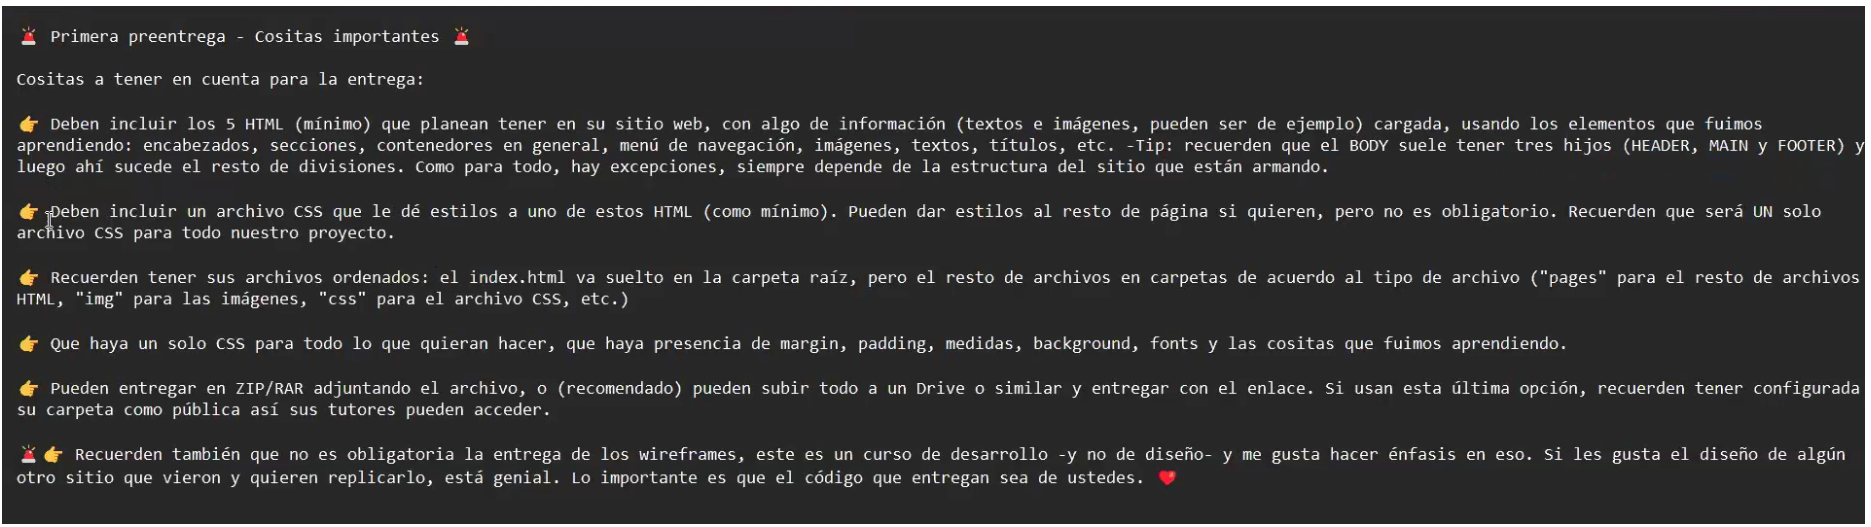 🚨 Primera preentrega - Cositas importantes 🚨
Cositas a tener en cuenta para la entrega:
👉 Deben incluir los 5 HTML (mínimo) que planean tener en su sitio web, con algo de información (textos e imágenes, pueden ser de ejemplo) cargada, usando los elementos que fuimos
aprendiendo: encabezados, secciones, contenedores en general, menú de navegación, imágenes, textos, títulos, etc. -Tip: recuerden que el BODY suele tener tres hijos (HEADER, MAIN y FOOTER) y
luego ahí sucede el resto de divisiones. Como para todo, hay excepciones, siempre depende de la estructura del sitio que están armando.
👉 Deben incluir un archivo CSS que le dé estilos a uno de estos HTML (como mínimo). Pueden dar estilos al resto de página si quieren, pero no es obligatorio. Recuerden que será UN solo
archivo CSS para todo nuestro proyecto.
👉 Recuerden tener sus archivos ordenados: el index.html va suelto en la carpeta raíz, pero el resto de archivos en carpetas de acuerdo al tipo de archivo ("pages" para el resto de archivos
HTML, "img" para las imágenes, "css" para el archivo CSS, etc.)
👉 Que haya un solo CSS para todo lo que quieran hacer, que haya presencia de margin, padding, medidas, background, fonts y las cositas que fuimos aprendiendo.
👉 Pueden entregar en ZIP/RAR adjuntando el archivo, o (recomendado) pueden subir todo a un Drive o similar y entregar con el enlace. Si usan esta última opción, recuerden tener configurada
su carpeta como pública así sus tutores pueden acceder.
🚨👉 Recuerden también que no es obligatoria la entrega de los wireframes, este es un curso de desarrollo -y no de diseño- y me gusta hacer énfasis en eso. Si les gusta el diseño de algún
otro sitio que vieron y quieren replicarlo, está genial. Lo importante es que el código que entregan sea de ustedes. ❤️